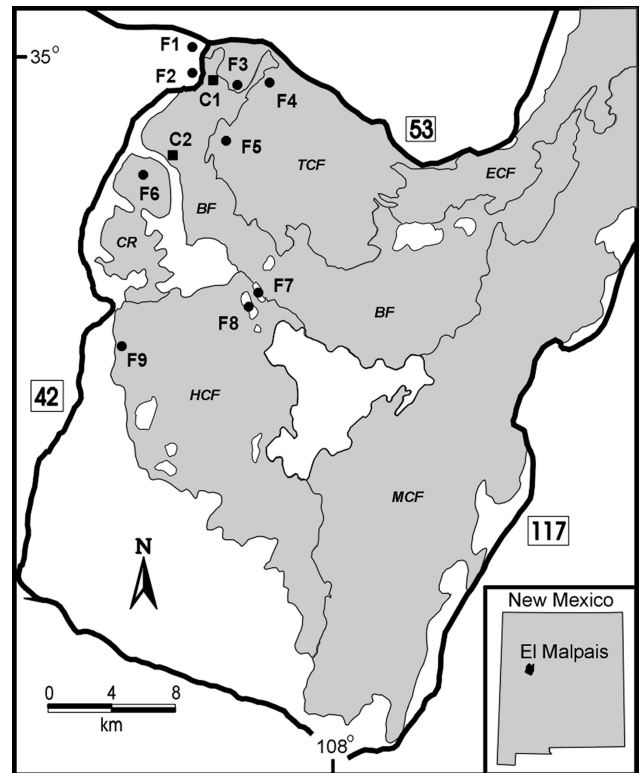 F1
35°
F2
F3
C1
F4
53
C2
F5
TCF
ECF
F6
BF
CR
F7
BF
F8
F9
42
HCF
MCF
117
N
New Mexico
El Malpais
0 4 8
km
108°